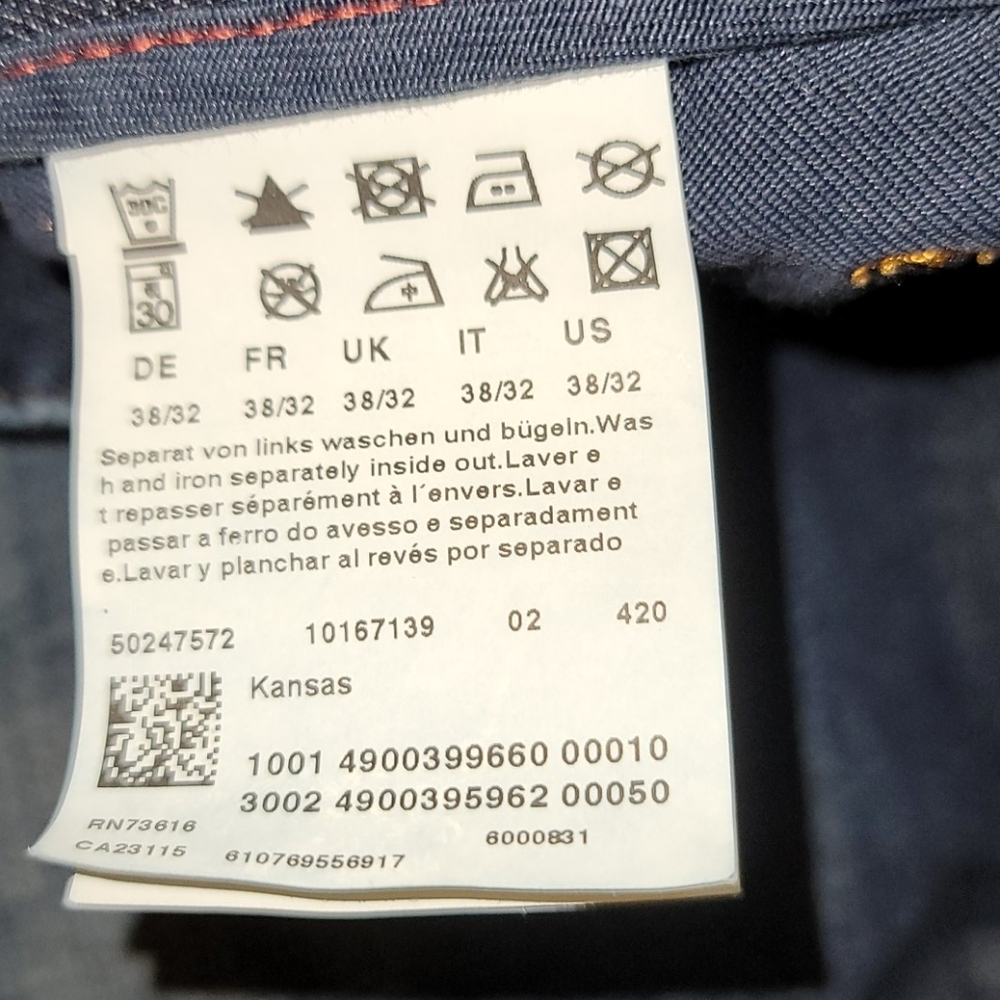 30C
30
DE FR UK IT US
38/32 38/32 38/32 38/32 38/32
Separat von links waschen und bügeln.Was
h and iron separately inside out.Laver e
t repasser séparément à l´envers.Lavar e
passar a ferro do avesso e separadament
e.Lavar y planchar al revés por separado
.
50247572 10167139 02 420
Kansas
1001 4900399660 00010
3002 4900395962 00050
RN73616
CA23115 610769556917 6000831